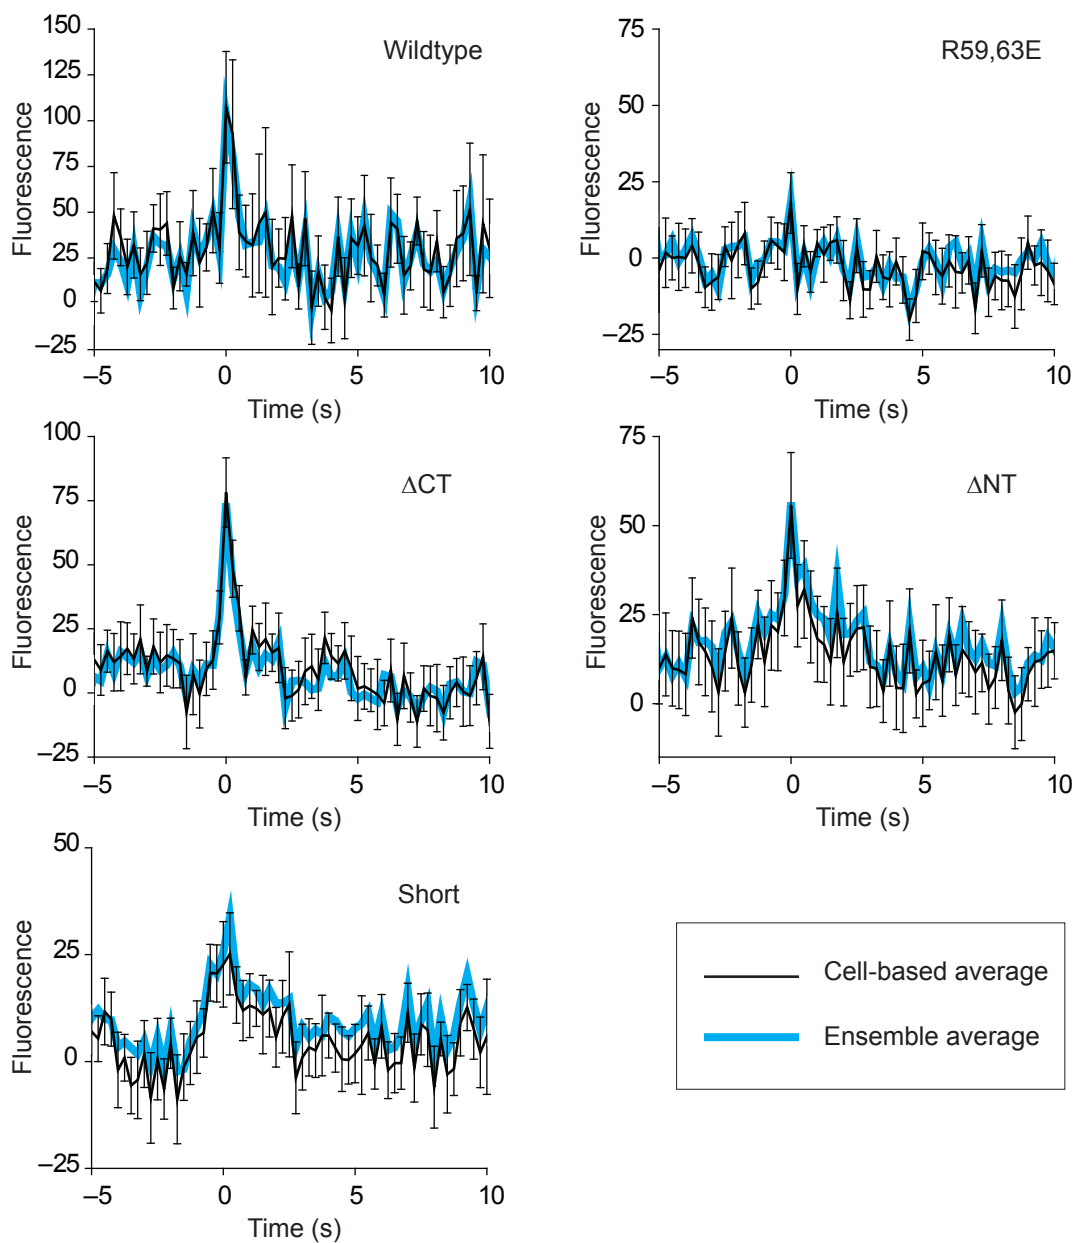 Wildtype
Fluorescence
150
125
100
75
50
25
0
–25
–5 0 5 10
Time (s)
R59,63E
Fluorescence
75
50
25
0
–25
–5 0 5 10
Time (s)
ΔCT
Fluorescence
100
75
50
25
0
–25
–5 0 5 10
Time (s)
ΔNT
Fluorescence
75
50
25
0
–5 0 5 10
Time (s)
Short
Fluorescence
50
25
0
–25
–5 0 5 10
Time (s)
Cell-based average
Ensemble average